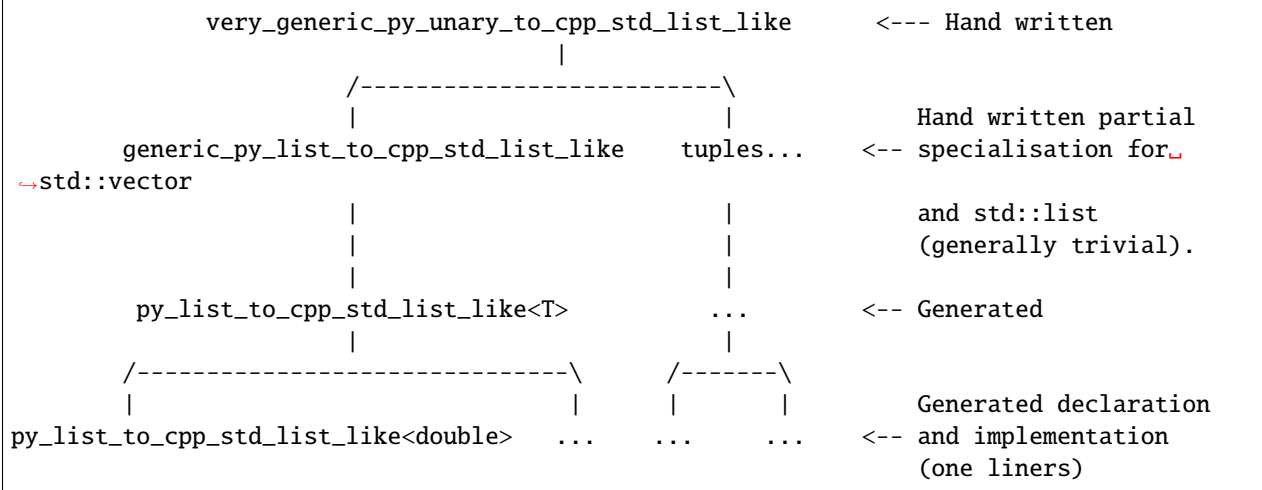 very_generic_py_unary_to_cpp_std_list_like <--- Hand written
|
/--------------------------\
| | Hand written partial
generic_py_list_to_cpp_std_list_like tuples... <-- specialisation for␣
↪std::vector
| | and std::list
| | (generally trivial).
| |
py_list_to_cpp_std_list_like<T> ... <-- Generated
| |
/-------------------------------\ /-------\
| | | | Generated declaration
py_list_to_cpp_std_list_like<double> ... ... ... <-- and implementation
(one liners)